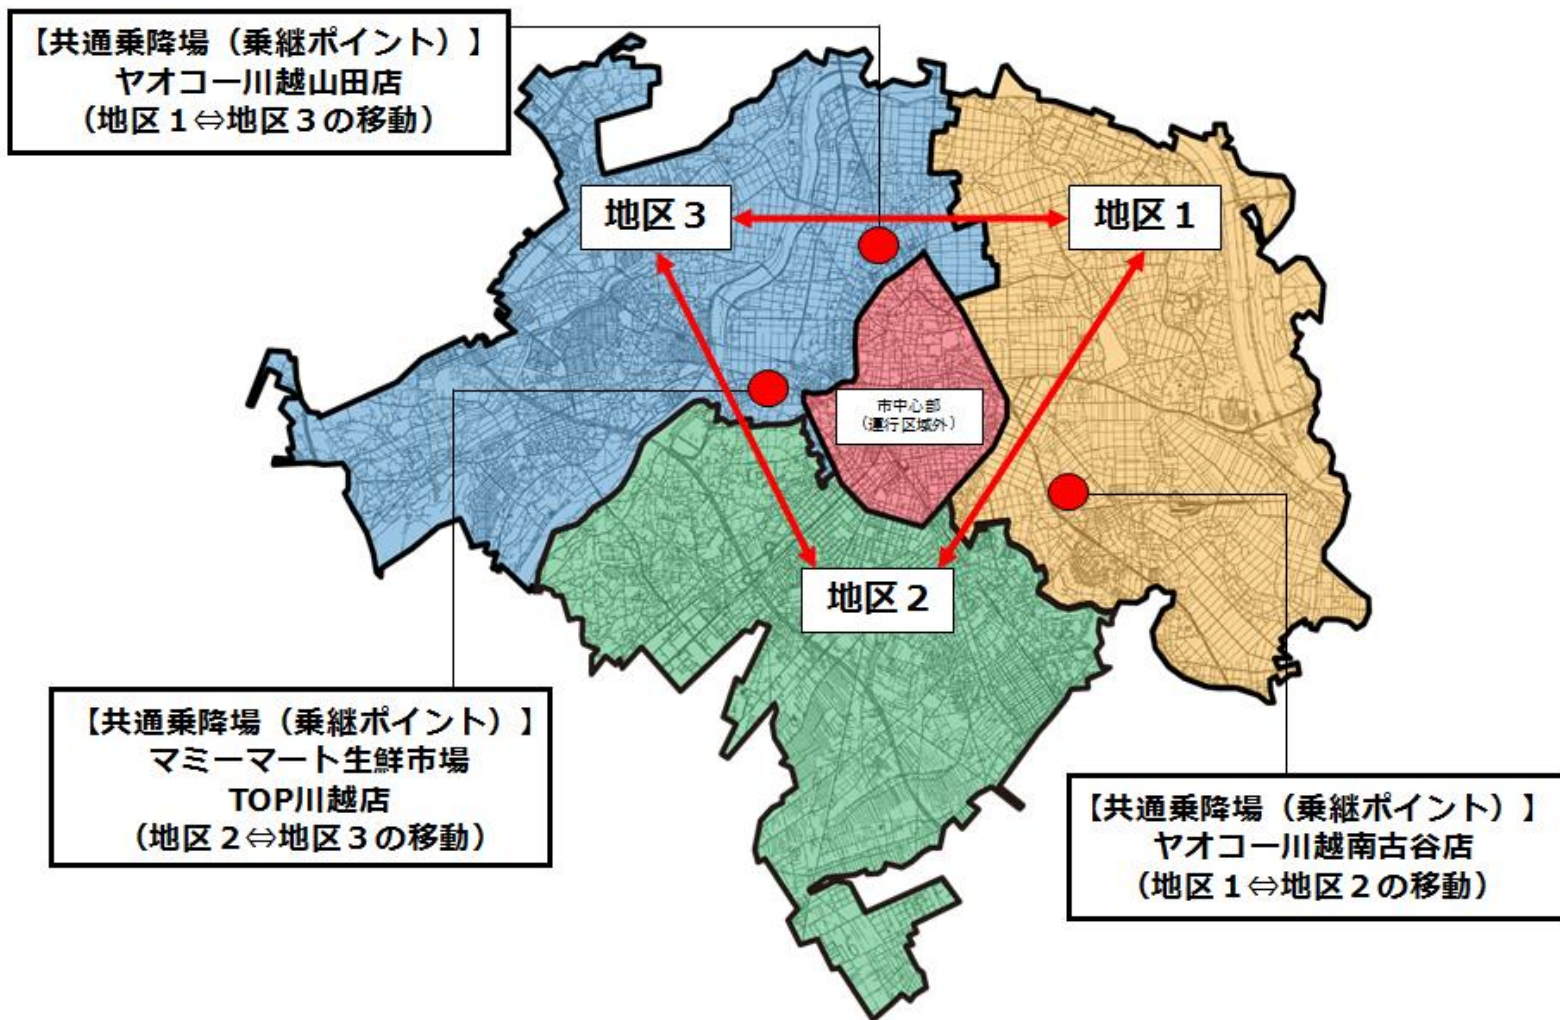 【共通乗降場（乗継ポイント）】
ヤオコー川越山田店
（地区１⇔地区３の移動）
地区３
地区１
市中心部
（運行区域外）
地区２
【共通乗降場（乗継ポイント）】
マミーマート生鮮市場
TOP川越店
（地区２⇔地区３の移動）
【共通乗降場（乗継ポイント）】
ヤオコー川越南古谷店
（地区１⇔地区２の移動）